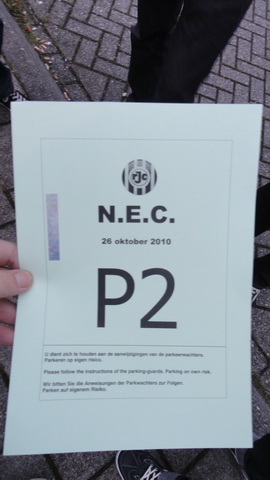 rjc
N.E.C.
26 oktober 2010
P2
U dient zich te houden aan de aanwijzigingen van de parkeerwachters.
Parkeren op eigen risico.
Please follow the instructions of the parking-guards. Parking on own risk.
Wir bitten Sie die Anweisungen der Parkwachters zur Folgen.
Parken auf eigenem Risiko.